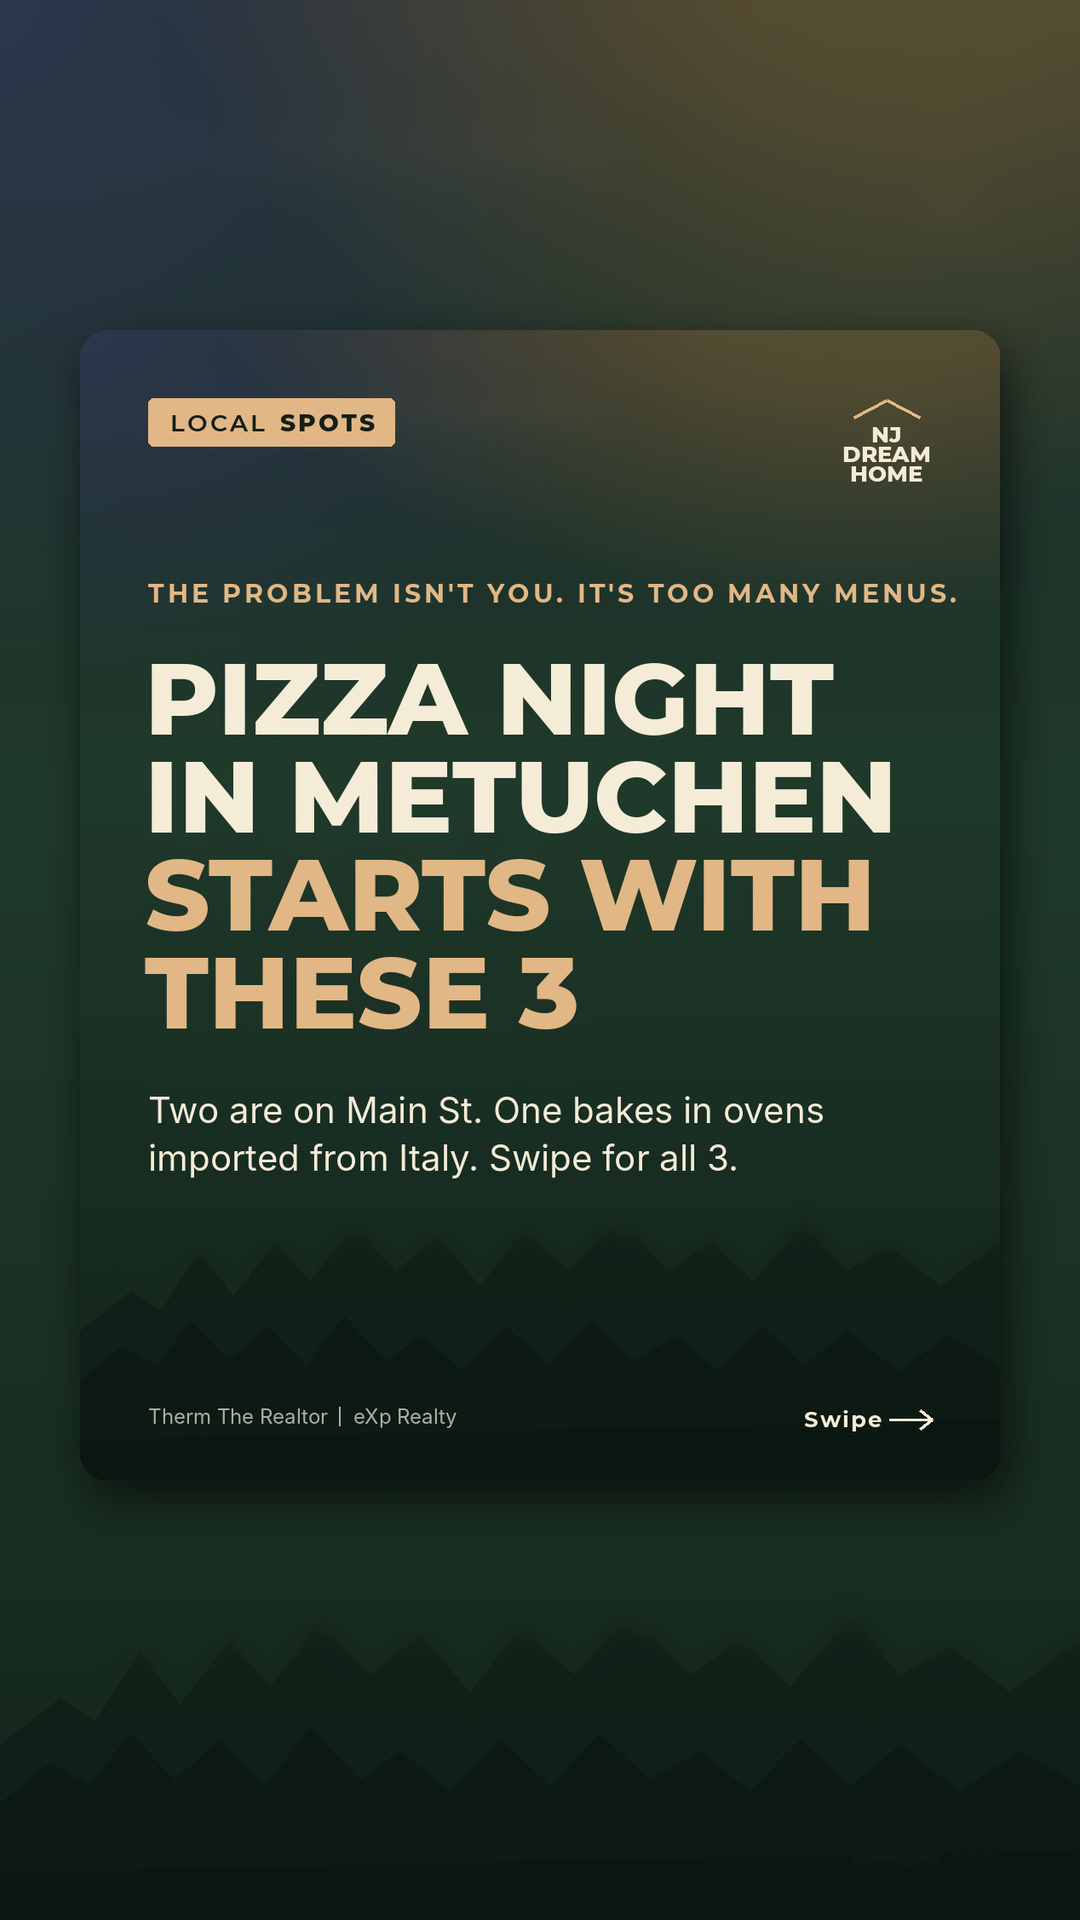 LOCAL SPOTS
NJ
DREAM
HOME
THE PROBLEM ISN'T YOU. IT'S TOO MANY MENUS.
PIZZA NIGHT
IN METUCHEN
STARTS WITH
THESE 3
Two are on Main St. One bakes in ovens
imported from Italy. Swipe for all 3.
Therm The Realtor | eXp Realty
Swipe